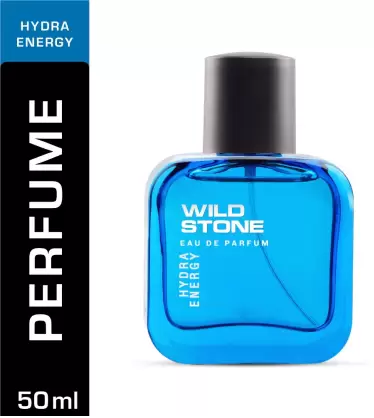 HYDRA
ENERGY
PERFUME
50ml
WILD
STONE
EAU DE PARFUM
HYDRA
ENERGY